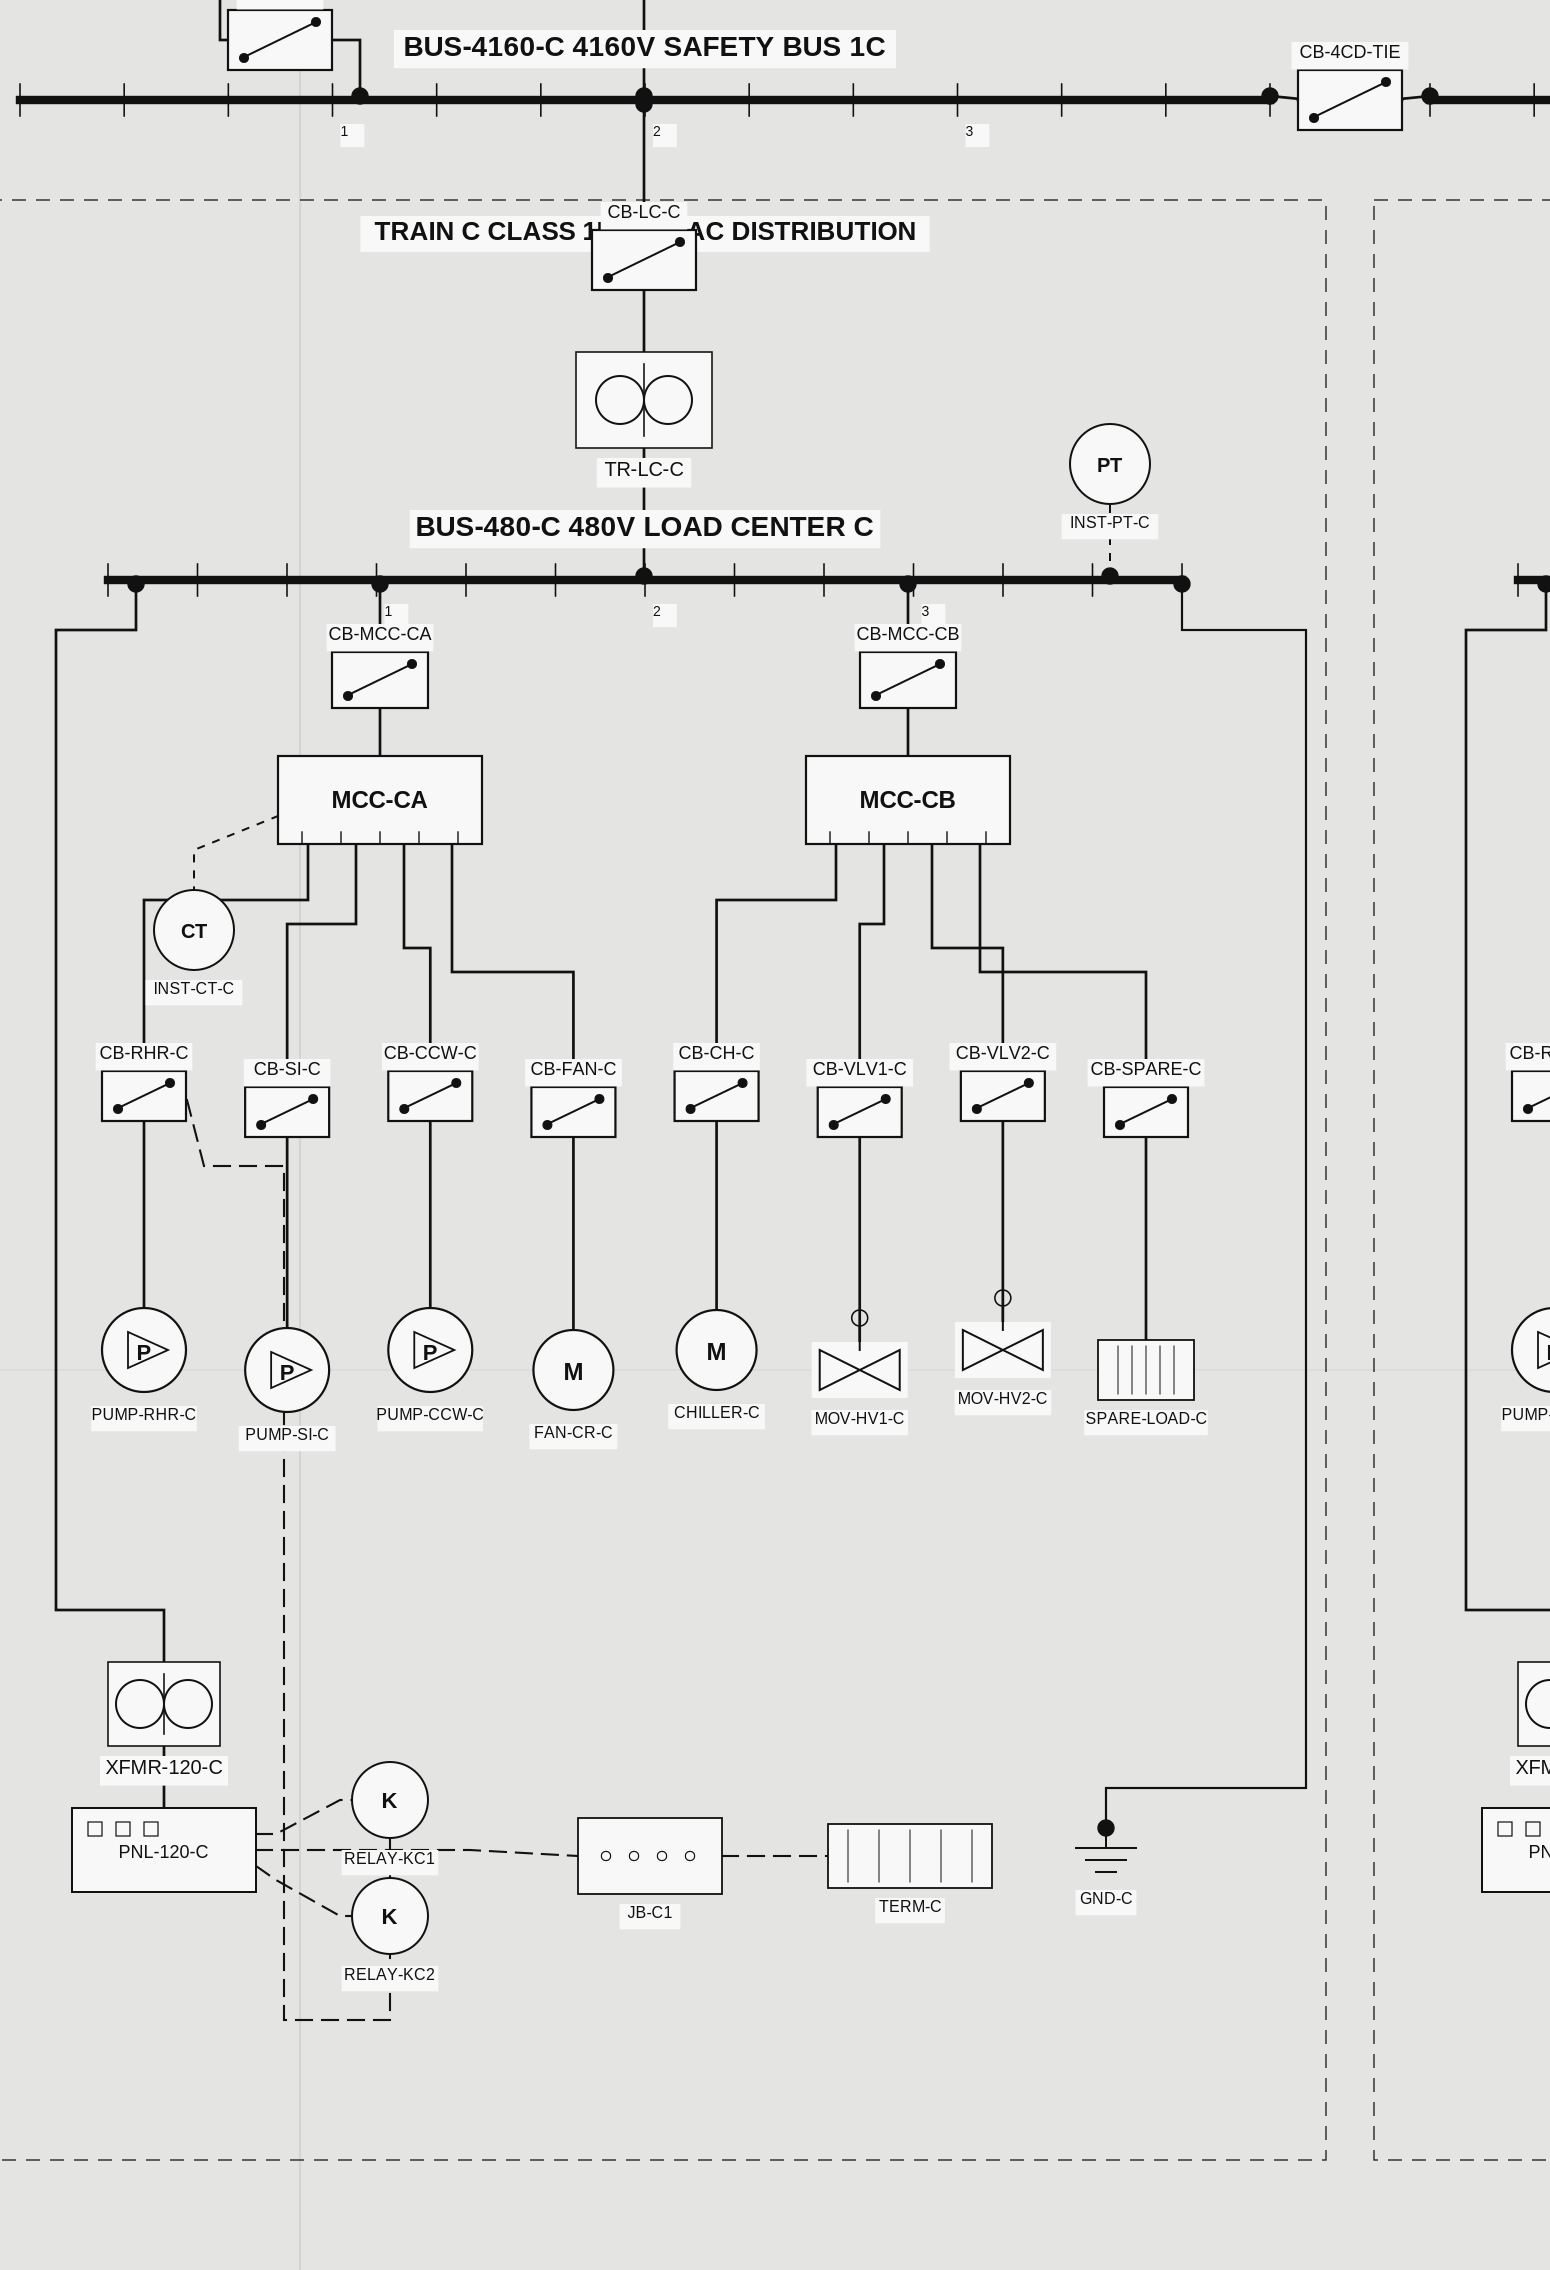 BUS-4160-C 4160V SAFETY BUS 1C
CB-4CD-TIE
1
2
3
CB-LC-C
TRAIN C CLASS AC DISTRIBUTION
TR-LC-C
PT
INST-PT-C
BUS-480-C 480V LOAD CENTER C
1
2
3
CB-MCC-CA
CB-MCC-CB
MCC-CA
MCC-CB
CT
INST-CT-C
CB-RHR-C
CB-SI-C
CB-CCW-C
CB-FAN-C
CB-CH-C
CB-VLV1-C
CB-VLV2-C
CB-SPARE-C
P
P
P
M
M
PUMP-RHR-C
PUMP-SI-C
PUMP-CCW-C
FAN-CR-C
CHILLER-C
MOV-HV1-C
MOV-HV2-C
SPARE-LOAD-C
XFMR-120-C
PNL-120-C
K
RELAY-KC1
K
RELAY-KC2
JB-C1
TERM-C
GND-C